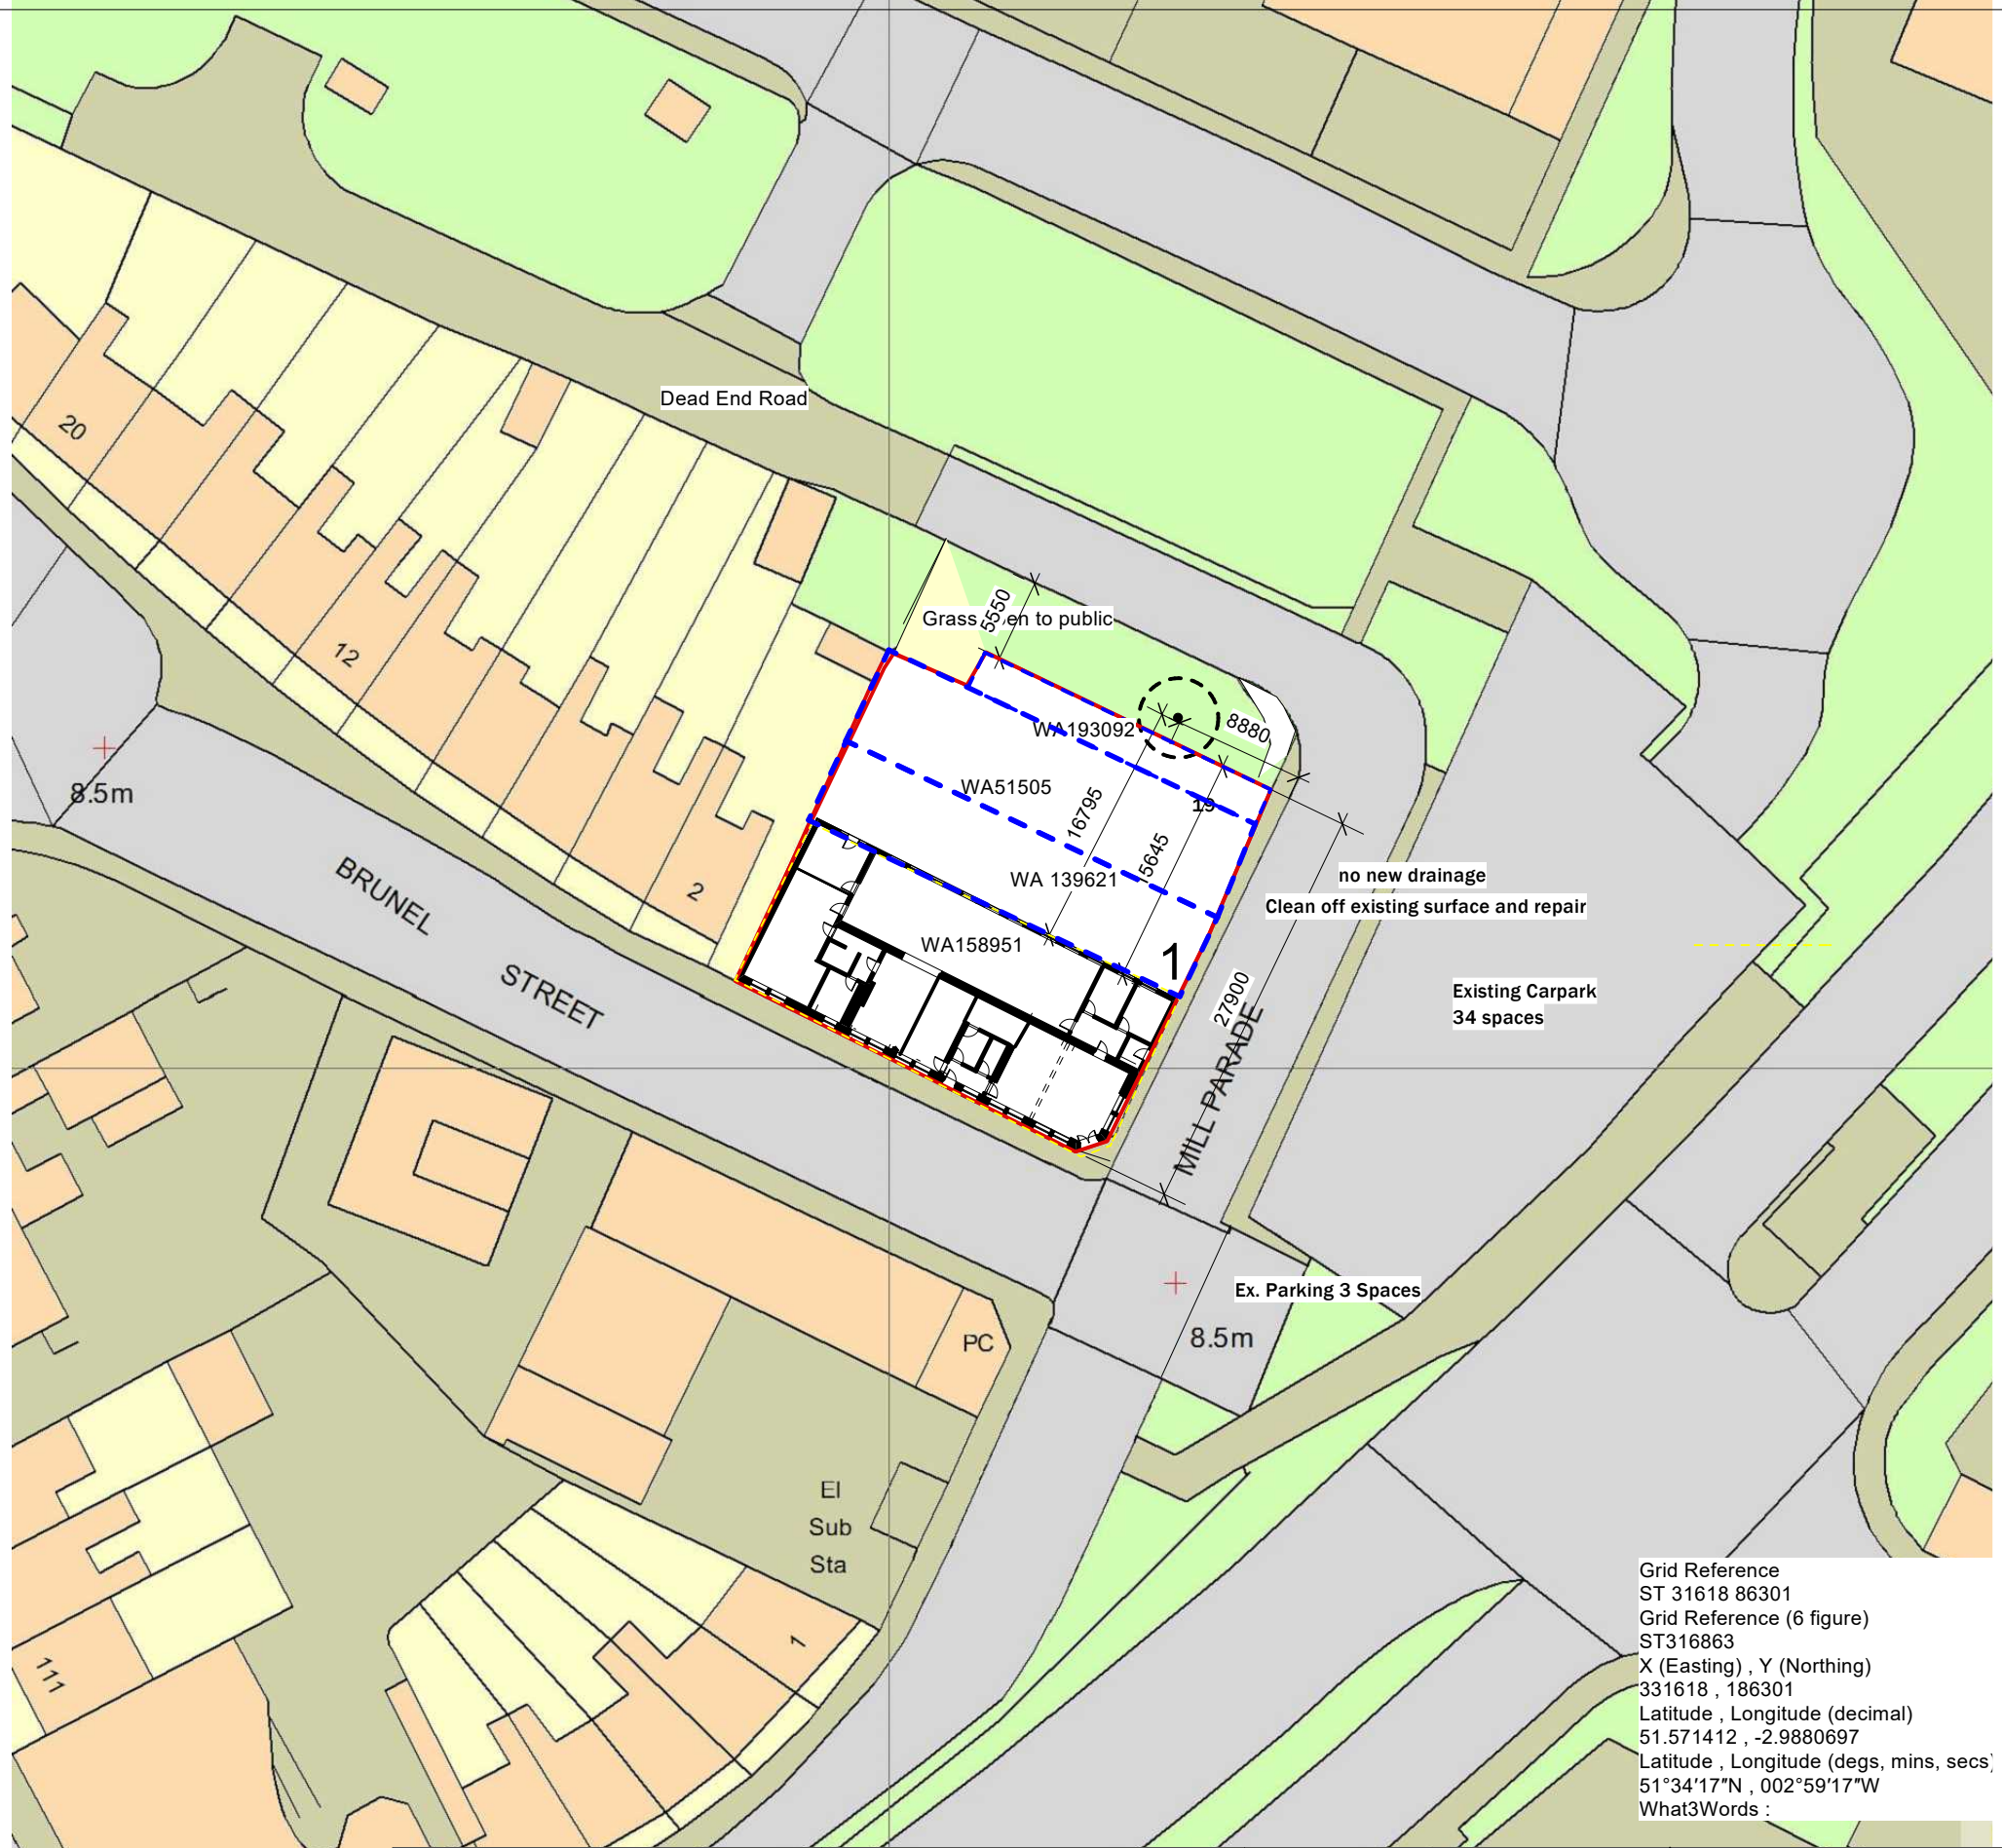 Dead End Road
20
12
2
5550
Grass
en to public
8880
WA193092
WA51505
19
16795
15645
WA 139621
WA158951
1
8.5m
BRUNEL
STREET
no new drainage
Clean off existing surface and repair
27900
MILL PARADE
Existing Carpark
34 spaces
Ex. Parking 3 Spaces
8.5m
PC
El
Sub
Sta
1
111
Grid Reference
ST 31618 86301
Grid Reference (6 figure)
ST316863
X (Easting) , Y (Northing)
331618 , 186301
Latitude , Longitude (decimal)
51.571412 , -2.9880697
Latitude , Longitude (degs, mins, secs)
51°34′17″N , 002°59′17″W
What3Words :